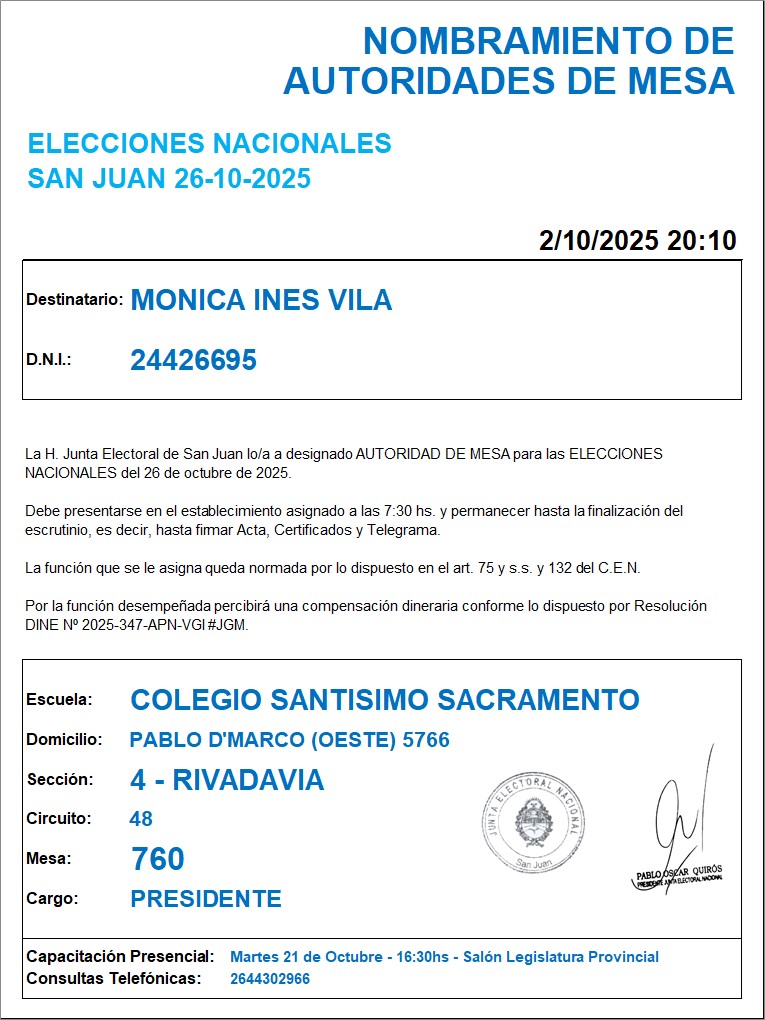 NOMBRAMIENTO DE
AUTORIDADES DE MESA
ELECCIONES NACIONALES
SAN JUAN 26-10-2025
2/10/2025 20:10
Destinatario: MONICA INES VILA
D.N.I.: 24426695
La H. Junta Electoral de San Juan lo/a a designado AUTORIDAD DE MESA para las ELECCIONES
NACIONALES del 26 de octubre de 2025.
Debe presentarse en el establecimiento asignado a las 7:30 hs. y permanecer hasta la finalización del
escrutinio, es decir, hasta firmar Acta, Certificados y Telegrama.
La función que se le asigna queda normada por lo dispuesto en el art. 75 y s.s. y 132 del C.E.N.
Por la función desempeñada percibirá una compensación dineraria conforme lo dispuesto por Resolución
DINE Nº 2025-347-APN-VGI#JGM.
Escuela: COLEGIO SANTISIMO SACRAMENTO
Domicilio: PABLO D'MARCO (OESTE) 5766
Sección: 4 - RIVADAVIA
Circuito: 48
Mesa: 760
Cargo: PRESIDENTE
JUNTA ELECTORAL NACIONAL
San Juan
PABLO OSCAR QUIRÓS
PRESIDENTE JUNTA ELECTORAL NACIONAL
Capacitación Presencial: Martes 21 de Octubre - 16:30hs - Salón Legislatura Provincial
Consultas Telefónicas: 2644302966